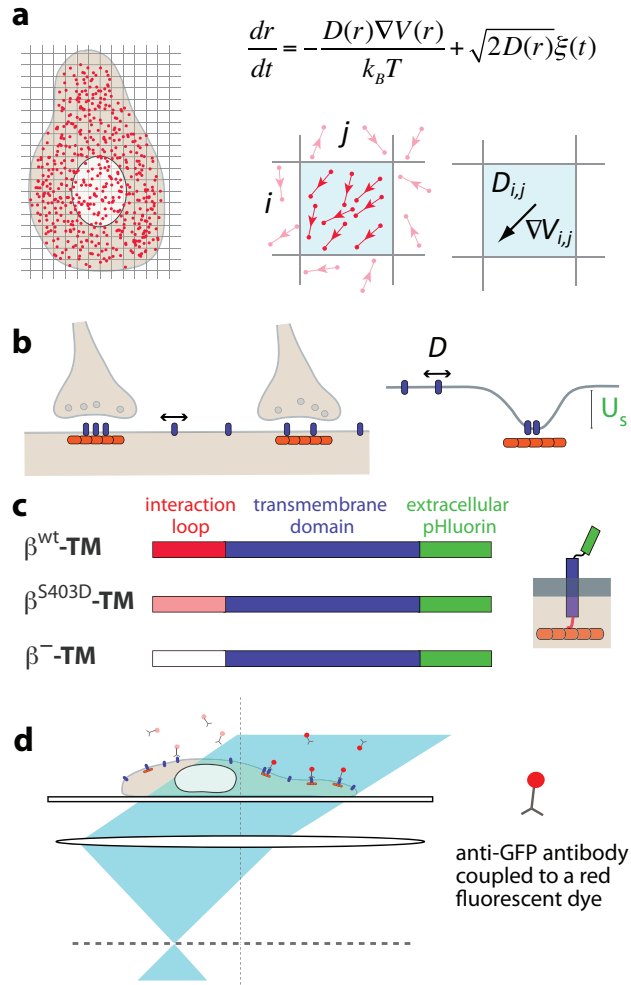 a
dr/dt = −D(r)∇V(r)/k_BT + √2D(r)ξ(t)
j
i
D_i,j
∇V_i,j
b
D
U_s
c
interaction loop
transmembrane domain
extracellular pHluorin
β^wt-TM
β^S403D-TM
β^−-TM
d
anti-GFP antibody
coupled to a red
fluorescent dye